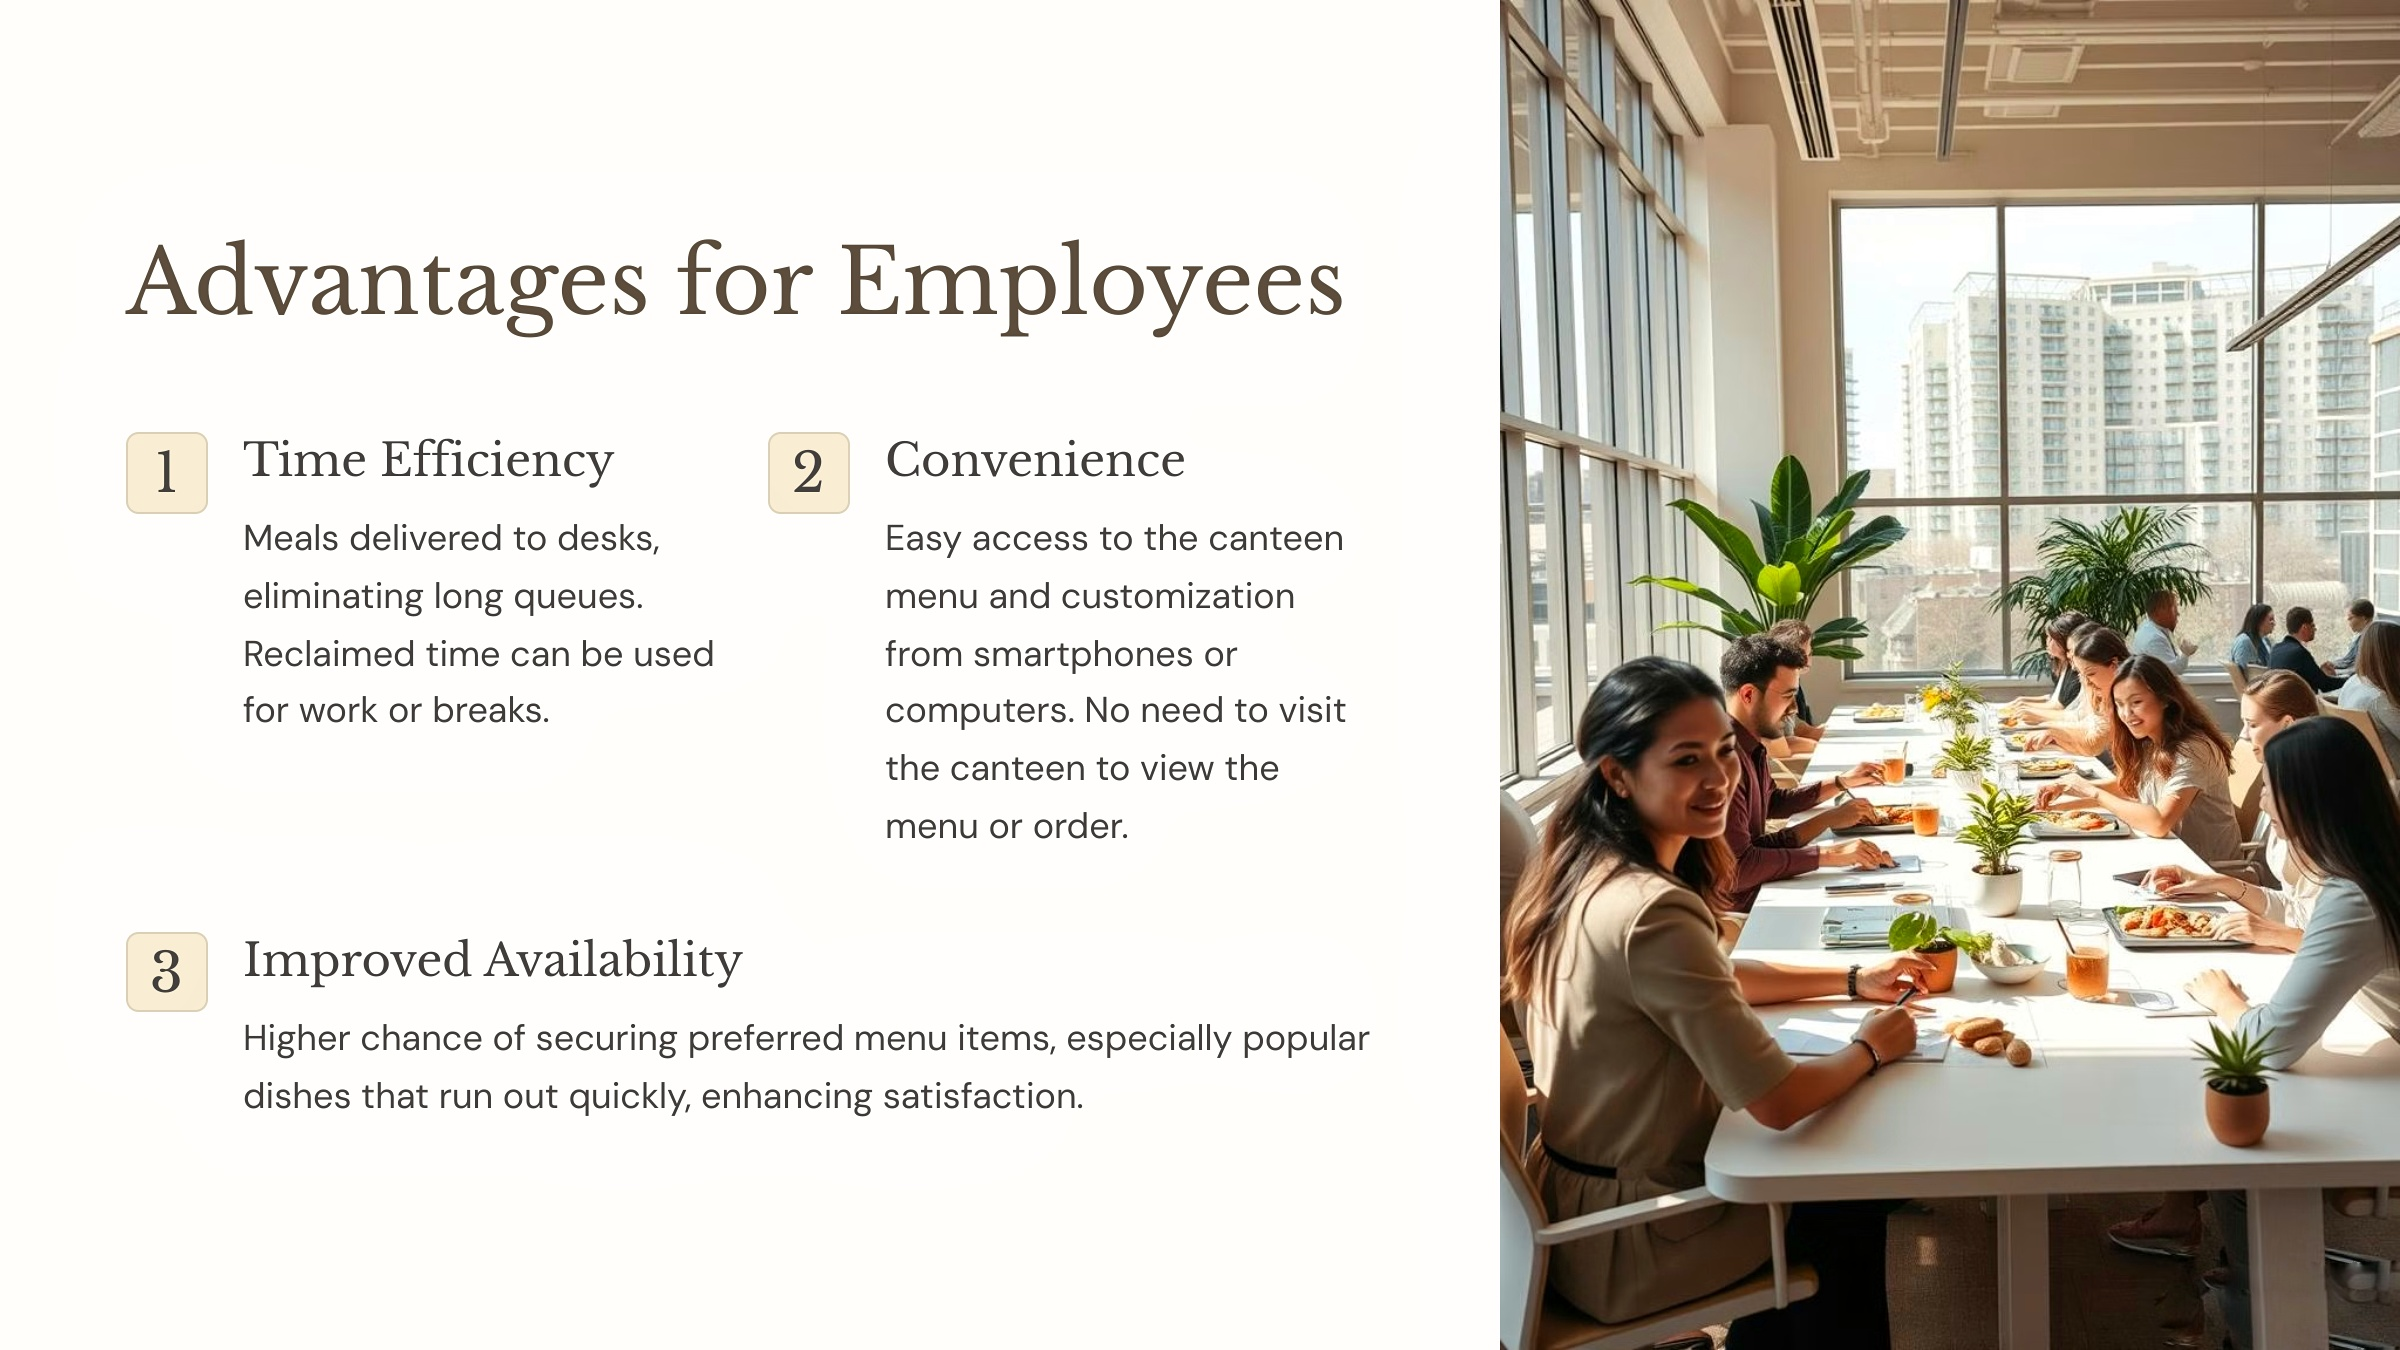 Advantages for Employees
1
Time Efficiency
Meals delivered to desks,
eliminating long queues.
Reclaimed time can be used
for work or breaks.
2
Convenience
Easy access to the canteen
menu and customization
from smartphones or
computers. No need to visit
the canteen to view the
menu or order.
3
Improved Availability
Higher chance of securing preferred menu items, especially popular
dishes that run out quickly, enhancing satisfaction.